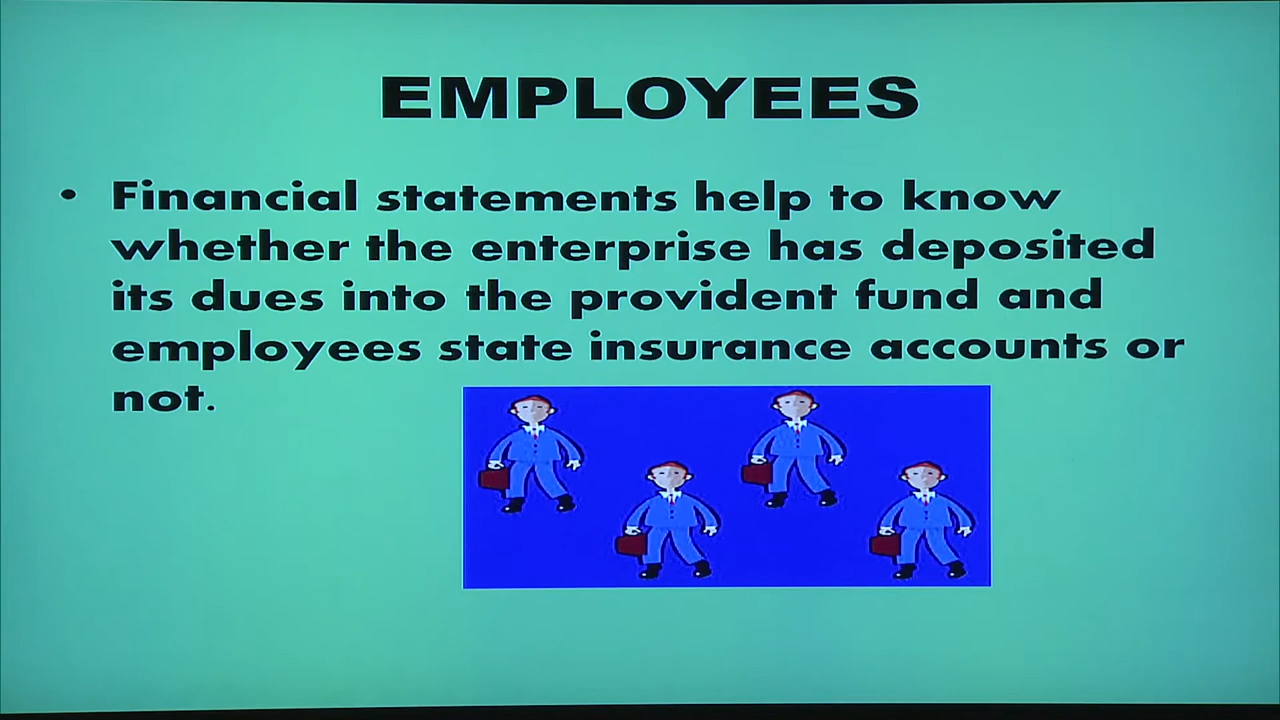 EMPLOYEES
• Financial statements help to know
whether the enterprise has deposited
its dues into the provident fund and
employees state insurance accounts or
not.